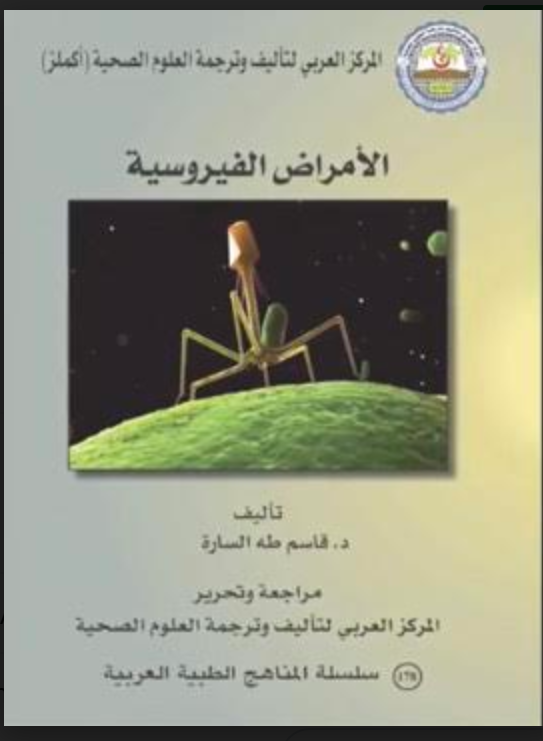 المركز العربي لتأليف وترجمة العلوم الصحية (أكملز)
الأمراض الفيروسية
تأليف
د. قاسم طه السارة
مراجعة وتحرير
المركز العربي لتأليف وترجمة العلوم الصحية
سلسلة المناهج الطبية العربية